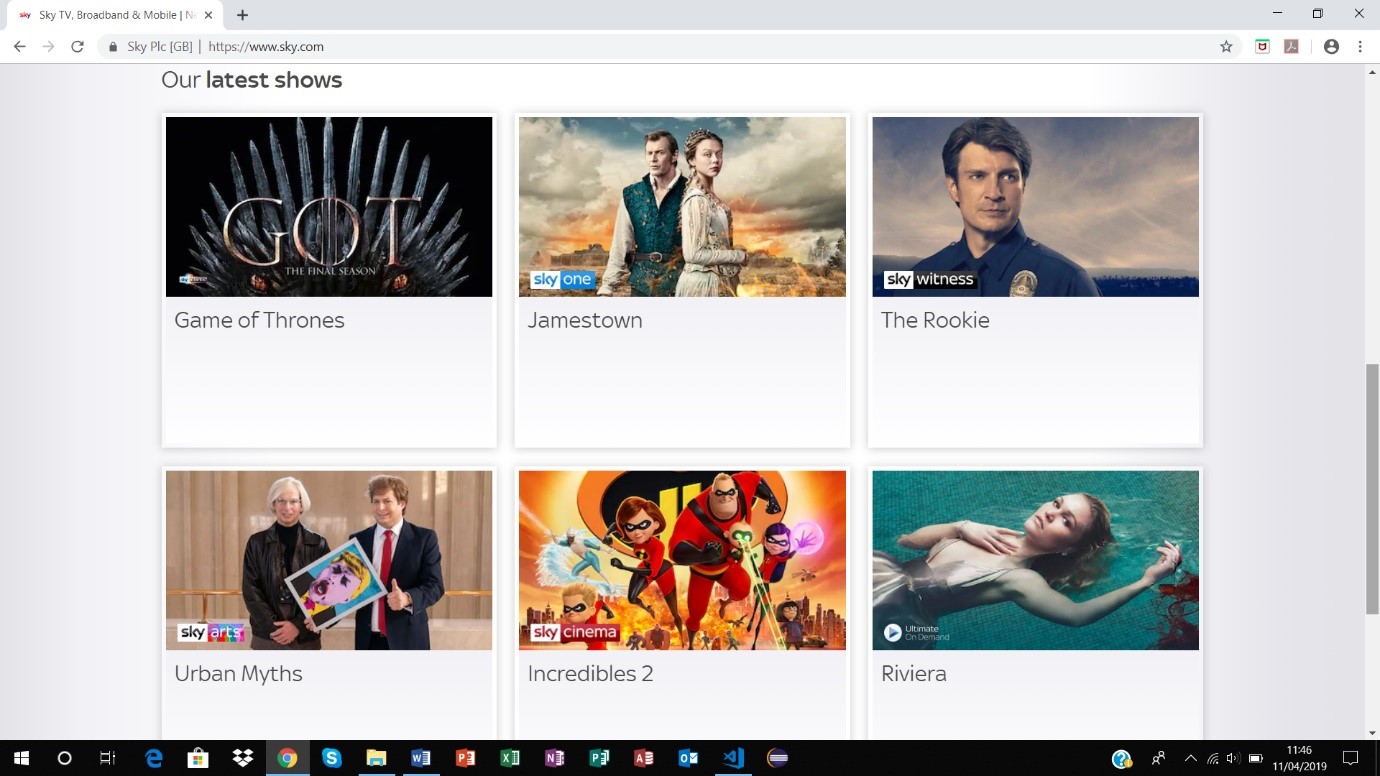 sky Sky TV, Broadband & Mobile | N
Sky Plc [GB] | https://www.sky.com
Our latest shows
GOT
THE FINAL SEASON
sky one
sky witness
Game of Thrones
Jamestown
The Rookie
sky arts
sky cinema
Ultimate
On Demand
Urban Myths
Incredibles 2
Riviera
11:46
11/04/2019